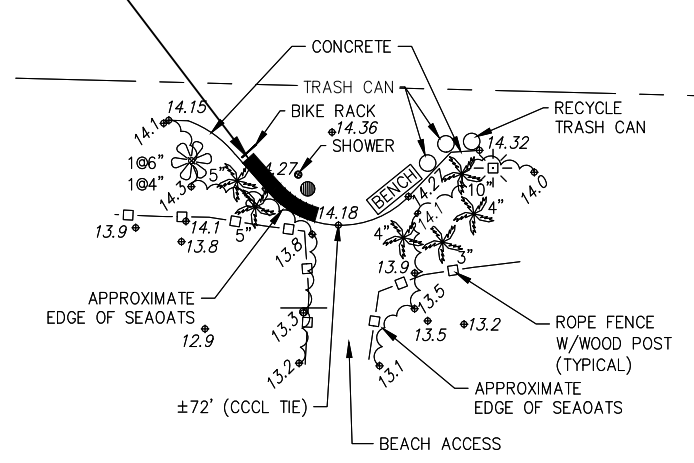 CONCRETE
TRASH CAN
BIKE RACK
SHOWER
RECYCLE
TRASH CAN
14.15
14.1
14.36
14.32
1@6"
1@4"
14.3
5"
BENCH
14.2
10"
14.0
14.18
14.1
4"
13.9
14.1
13.8
5"
13.8
4"
3"
13.9
APPROXIMATE
EDGE OF SEAOATS
12.9
13.3
13.2
13.5
13.5
13.2
13.1
ROPE FENCE
W/WOOD POST
(TYPICAL)
APPROXIMATE
EDGE OF SEAOATS
±72' (CCCL TIE)
BEACH ACCESS